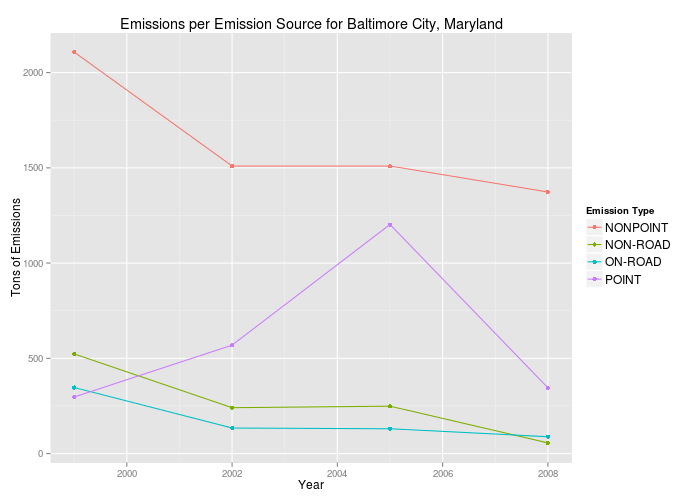 Emissions per Emission Source for Baltimore City, Maryland
2000
1500
1000
500
0
Tons of Emissions
2000 2002 2004 2006 2008
Year
Emission Type
NONPOINT
NON-ROAD
ON-ROAD
POINT